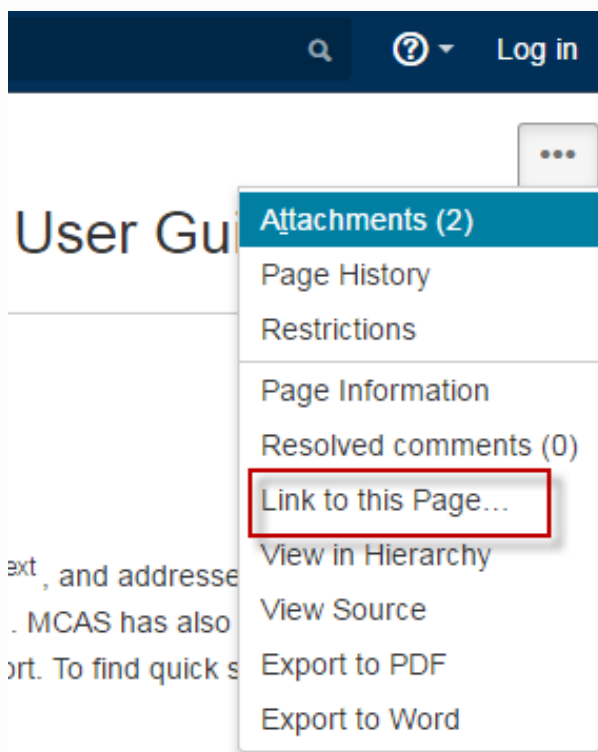 Log in
User Gui
Attachments (2)
Page History
Restrictions
Page Information
Resolved comments (0)
Link to this Page...
View in Hierarchy
ext, and addresse
View Source
. MCAS has also
Export to PDF
ort. To find quick s
Export to Word